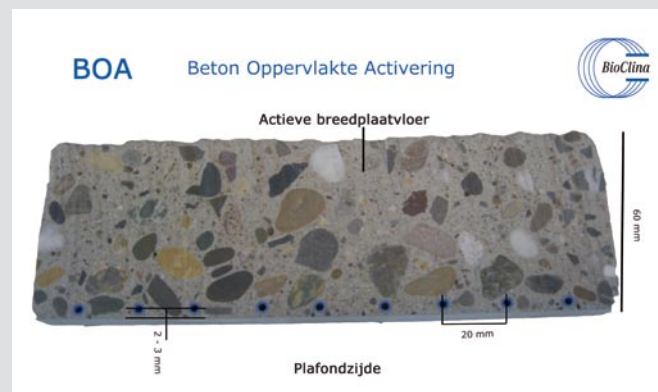 BOA
Beton Oppervlakte Activering
BioClina
Actieve breedplaatvloer
60 mm
2 - 3 mm
20 mm
Plafondzijde